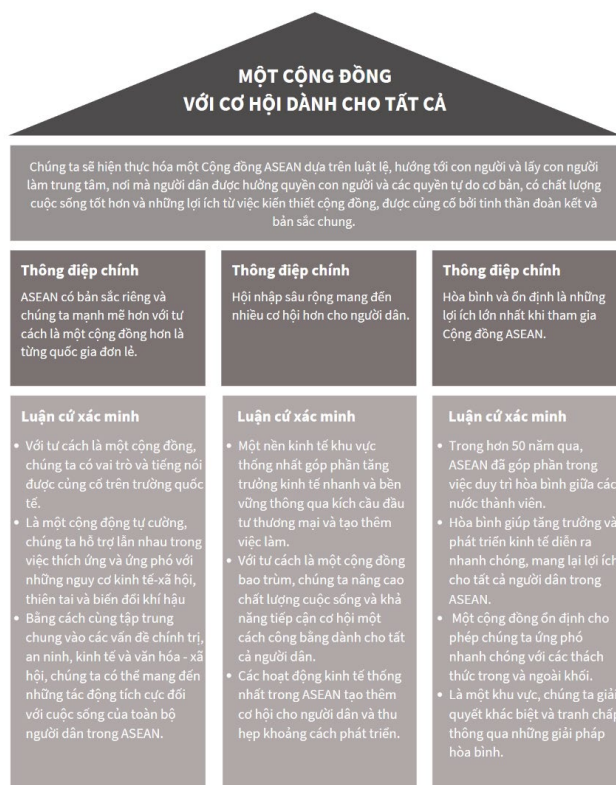 MỘT CỘNG ĐỒNG
VỚI CƠ HỘI DÀNH CHO TẤT CẢ
Chúng ta sẽ hiện thực hóa một Cộng đồng ASEAN dựa trên luật lệ, hướng tới con người và lấy con người
làm trung tâm, nơi mà người dân được hưởng quyền con người và các quyền tự do cơ bản, có chất lượng
cuộc sống tốt hơn và những lợi ích từ việc kiến thiết cộng đồng, được củng cố bởi tinh thần đoàn kết và
bản sắc chung.
Thông điệp chính
ASEAN có bản sắc riêng và
chúng ta mạnh mẽ hơn với tư
cách là một cộng đồng hơn là
từng quốc gia đơn lẻ.
Thông điệp chính
Hội nhập sâu rộng mang đến
nhiều cơ hội hơn cho người dân.
Thông điệp chính
Hòa bình và ổn định là những
lợi ích lớn nhất khi tham gia
Cộng đồng ASEAN.
Luận cứ xác minh
• Với tư cách là một cộng đồng,
chúng ta có vai trò và tiếng nói
được củng cố trên trường quốc
tế.
• Là một cộng động tự cường,
chúng ta hỗ trợ lẫn nhau trong
việc thích ứng và ứng phó với
những nguy cơ kinh tế-xã hội,
thiên tai và biến đổi khí hậu
• Bằng cách cùng tập trung
chung vào các vấn đề chính trị,
an ninh, kinh tế và văn hóa - xã
hội, chúng ta có thể mang đến
những tác động tích cực đối
với cuộc sống của toàn bộ
người dân trong ASEAN.
Luận cứ xác minh
• Một nền kinh tế khu vực
thống nhất góp phần tăng
trưởng kinh tế nhanh và bền
vững thông qua kích cầu đầu
tư thương mại và tạo thêm
việc làm.
• Với tư cách là một cộng đồng
bao trùm, chúng ta nâng cao
chất lượng cuộc sống và khả
năng tiếp cận cơ hội một
cách công bằng dành cho tất
cả người dân.
• Các hoạt động kinh tế thống
nhất trong ASEAN tạo thêm
cơ hội cho người dân và thu
hẹp khoảng cách phát triển.
Luận cứ xác minh
• Trong hơn 50 năm qua,
ASEAN đã góp phần trong
việc duy trì hòa bình giữa các
nước thành viên.
• Hòa bình giúp tăng trưởng và
phát triển kinh tế diễn ra
nhanh chóng, mang lại lợi ích
cho tất cả người dân trong
ASEAN.
• Một cộng đồng ổn định cho
phép chúng ta ứng phó
nhanh chóng với các thách
thức trong và ngoài khối.
• Là một khu vực, chúng ta giải
quyết khác biệt và tranh chấp
thông qua những giải pháp
hòa bình.